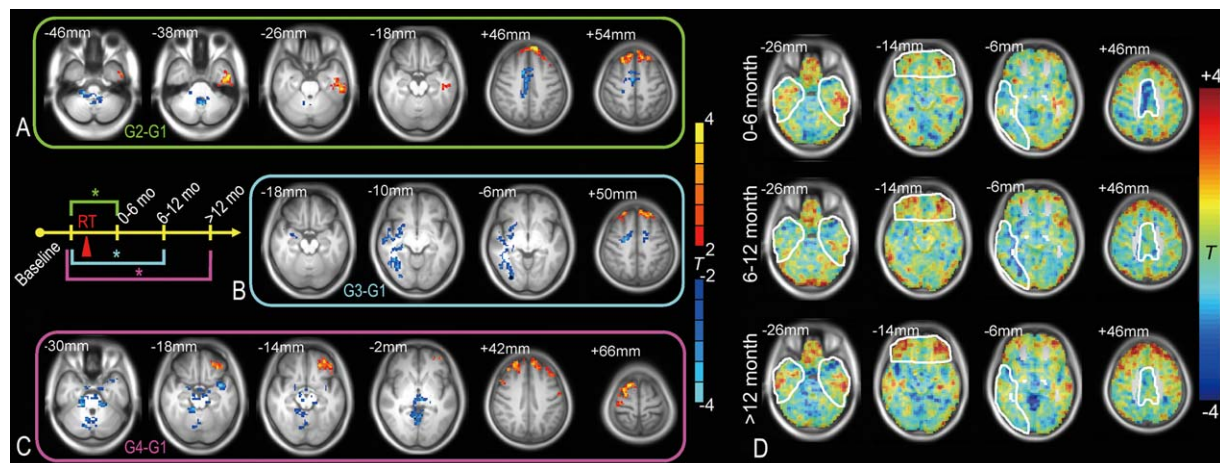 -46mm -38mm -26mm -18mm +46mm +54mm
A G2-G1
4
2
T
-2
-4
* RT 0-6 mo 6-12 mo >12 mo
Baseline
*
*
-18mm -10mm -6mm +50mm
B G3-G1
-30mm -18mm -14mm -2mm +42mm +66mm
C G4-G1
0-6 month
-26mm -14mm -6mm +46mm
6-12 month
-26mm -14mm -6mm +46mm
>12 month
-26mm -14mm -6mm +46mm
D
+4
T
-4